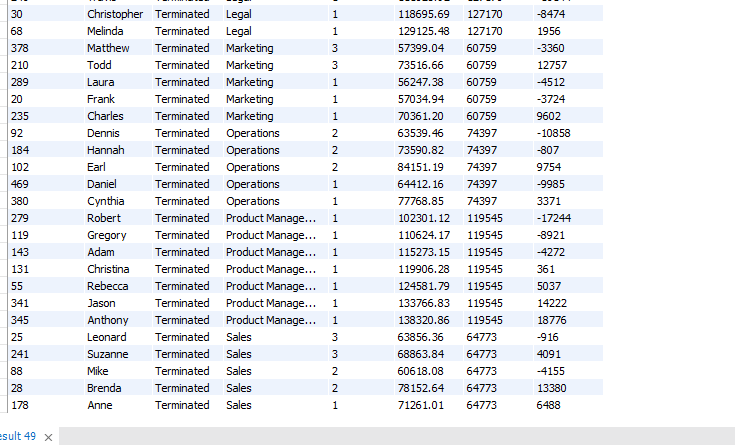 30 Christopher Terminated Legal 1 118695.69 127170 -8474
68 Melinda Terminated Legal 1 129125.48 127170 1956
378 Matthew Terminated Marketing 3 57399.04 60759 -3360
210 Todd Terminated Marketing 3 73516.66 60759 12757
289 Laura Terminated Marketing 1 56247.38 60759 -4512
20 Frank Terminated Marketing 1 57034.94 60759 -3724
235 Charles Terminated Marketing 1 70361.20 60759 9602
92 Dennis Terminated Operations 2 63539.46 74397 -10858
184 Hannah Terminated Operations 2 73590.82 74397 -807
102 Earl Terminated Operations 2 84151.19 74397 9754
469 Daniel Terminated Operations 1 64412.16 74397 -9985
380 Cynthia Terminated Operations 1 77768.85 74397 3371
279 Robert Terminated Product Manage... 1 102301.12 119545 -17244
119 Gregory Terminated Product Manage... 1 110624.17 119545 -8921
143 Adam Terminated Product Manage... 1 115273.15 119545 -4272
131 Christina Terminated Product Manage... 1 119906.28 119545 361
55 Rebecca Terminated Product Manage... 1 124581.79 119545 5037
341 Jason Terminated Product Manage... 1 133766.83 119545 14222
345 Anthony Terminated Product Manage... 1 138320.86 119545 18776
25 Leonard Terminated Sales 3 63856.36 64773 -916
241 Suzanne Terminated Sales 3 68863.84 64773 4091
88 Mike Terminated Sales 2 60618.08 64773 -4155
28 Brenda Terminated Sales 2 78152.64 64773 13380
178 Anne Terminated Sales 1 71261.01 64773 6488
esult 49 ×